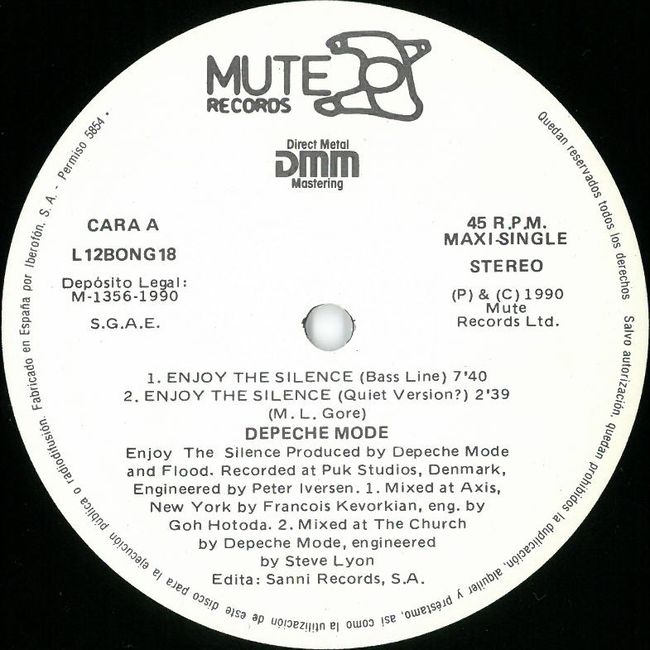 MUTE
RECORDS
Direct Metal
DMM
Mastering
CARA A
L12BONG18
Depósito Legal:
M-1356-1990
S.G.A.E.
45 R.P.M.
MAXI-SINGLE
STEREO
(P) & (C) 1990
Mute
Records Ltd.
1. ENJOY THE SILENCE (Bass Line) 7'40
2. ENJOY THE SILENCE (Quiet Version?) 2'39
(M. L. Gore)
DEPECHE MODE
Enjoy The Silence Produced by Depeche Mode
and Flood. Recorded at Puk Studios, Denmark,
Engineered by Peter Iversen. 1. Mixed at Axis,
New York by Francois Kevorkian, eng. by
Goh Hotoda. 2. Mixed at The Church
by Depeche Mode, engineered
by Steve Lyon
Edita: Sanni Records, S.A.
Quedan reservados todos los derechos Salvo autorización, quedan prohibidos la duplicación, alquiler y préstamo, así como la utilización de este disco para la ejecución pública o radiodifusión. Fabricado en España por Iberofón, S. A. - Permiso 5854 •